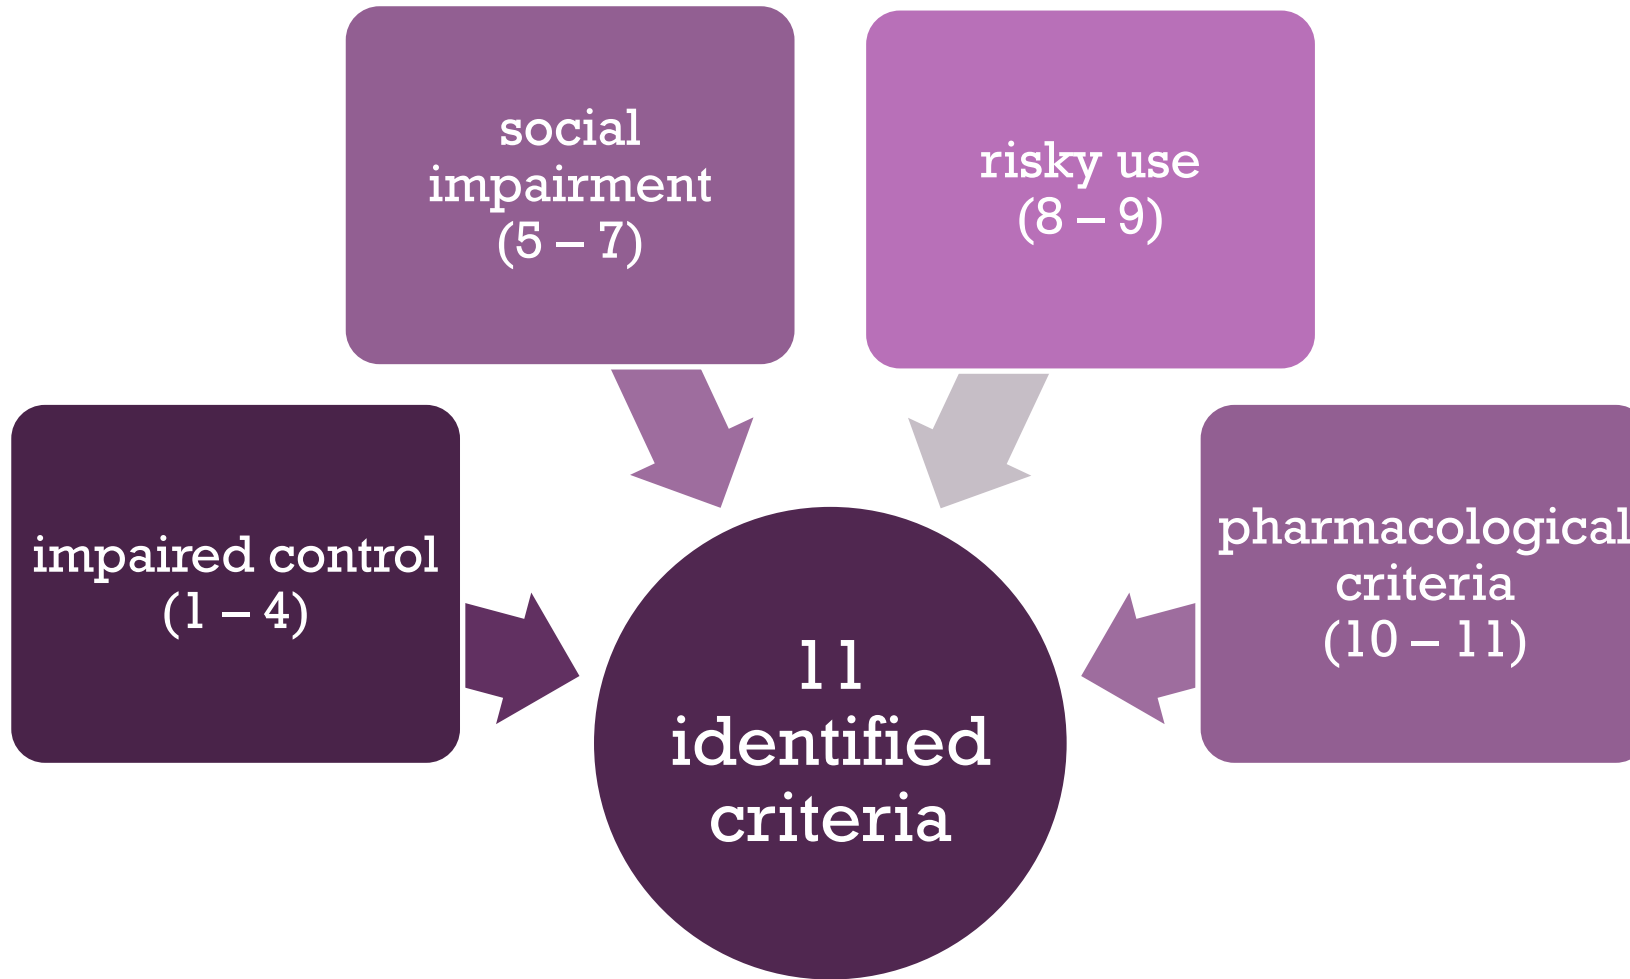 social
impairment
(5 – 7)
risky use
(8 – 9)
impaired control
(1 – 4)
pharmacological
criteria
(10 – 11)
11
identified
criteria